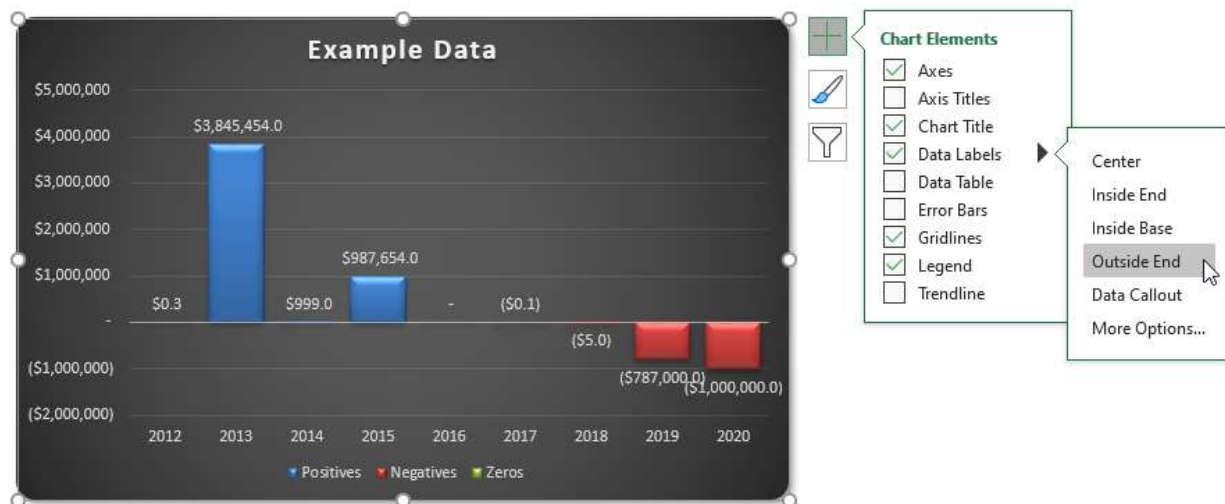 Example Data
$5,000,000
$4,000,000
$3,000,000
$2,000,000
$1,000,000
-
($1,000,000)
($2,000,000)
$0.3
$3,845,454.0
$999.0
$987,654.0
-
($0.1)
($5.0)
($787,000.0)
($1,000,000.0)
2012 2013 2014 2015 2016 2017 2018 2019 2020
Positives Negatives Zeros
Chart Elements
Axes
Axis Titles
Chart Title
Data Labels
Data Table
Error Bars
Gridlines
Legend
Trendline
Center
Inside End
Inside Base
Outside End
Data Callout
More Options...